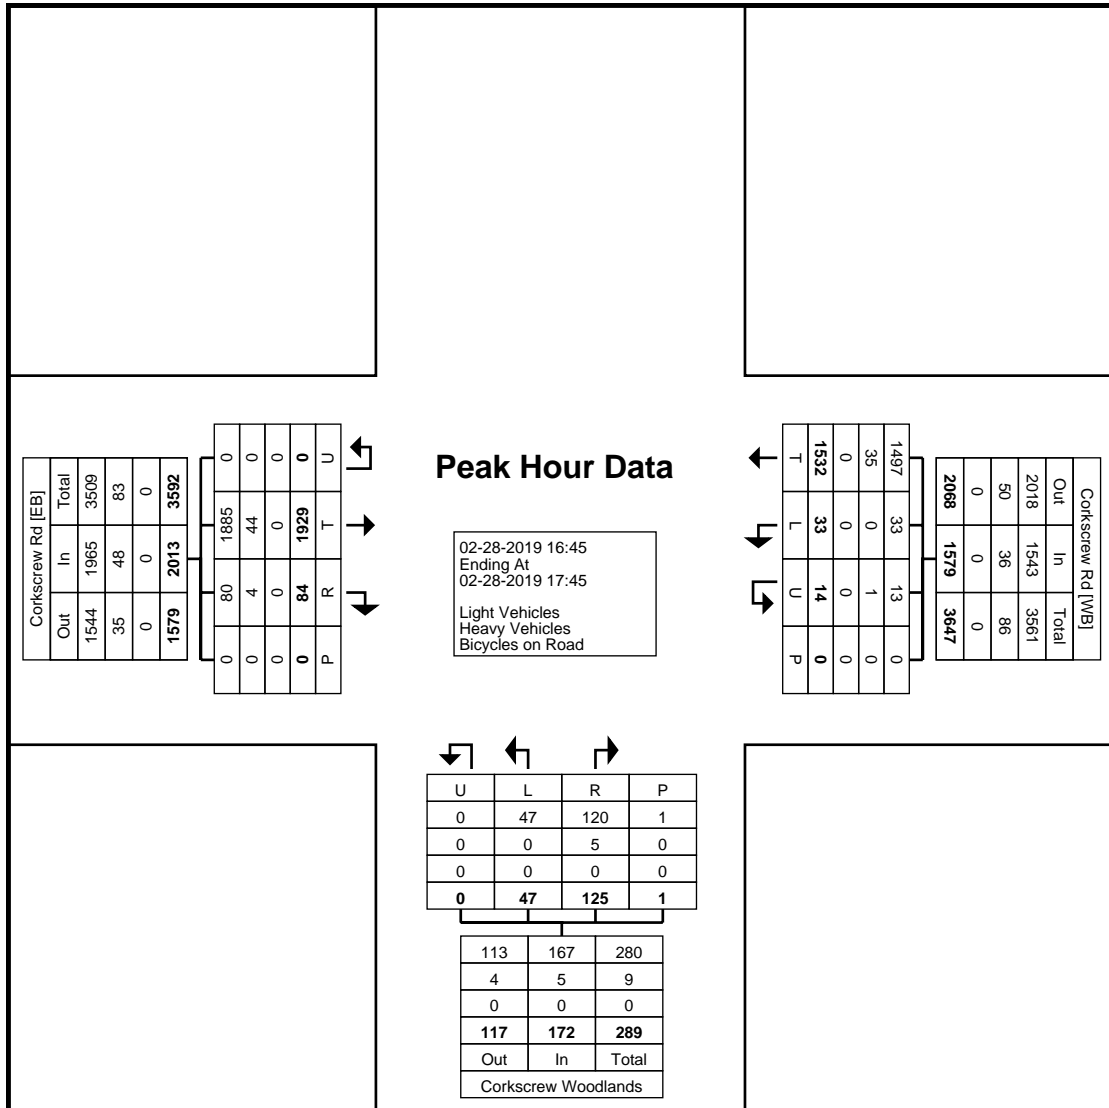 Peak Hour Data
02-28-2019 16:45
Ending At
02-28-2019 17:45
Light Vehicles
Heavy Vehicles
Bicycles on Road
Corkscrew Rd [EB]
Total In Out
3509 1965 1544
83 48 35
0 0 0
3592 2013 1579
0 1885 80 0
0 44 4 0
0 0 0 0
0 1929 84 0
U T R P
Corkscrew Rd [WB]
Out In Total
2018 1543 3561
50 36 86
0 0 0
2068 1579 3647
1497 33 13 0
35 0 1 0
0 0 0 0
1532 33 14 0
T L U P
U L R P
0 47 120 1
0 0 5 0
0 0 0 0
0 47 125 1
113 167 280
4 5 9
0 0 0
117 172 289
Out In Total
Corkscrew Woodlands